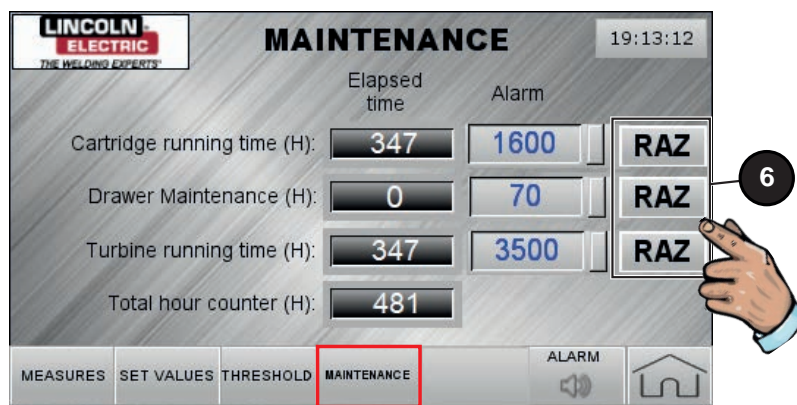 LINCOLN
ELECTRIC
THE WELDING EXPERTS®
MAINTENANCE
19:13:12
Elapsed
time
Alarm
Cartridge running time (H): 347 1600 RAZ
Drawer Maintenance (H): 0 70 RAZ
6
Turbine running time (H): 347 3500 RAZ
Total hour counter (H): 481
MEASURES SET VALUES THRESHOLD MAINTENANCE ALARM